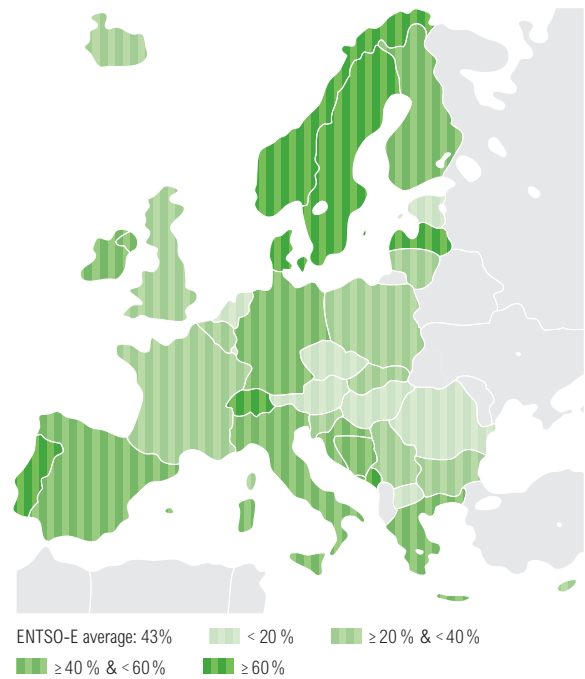 ENTSO-E average: 43% < 20 % ≥ 20 % & < 40%
≥ 40 % & < 60 % ≥ 60 %